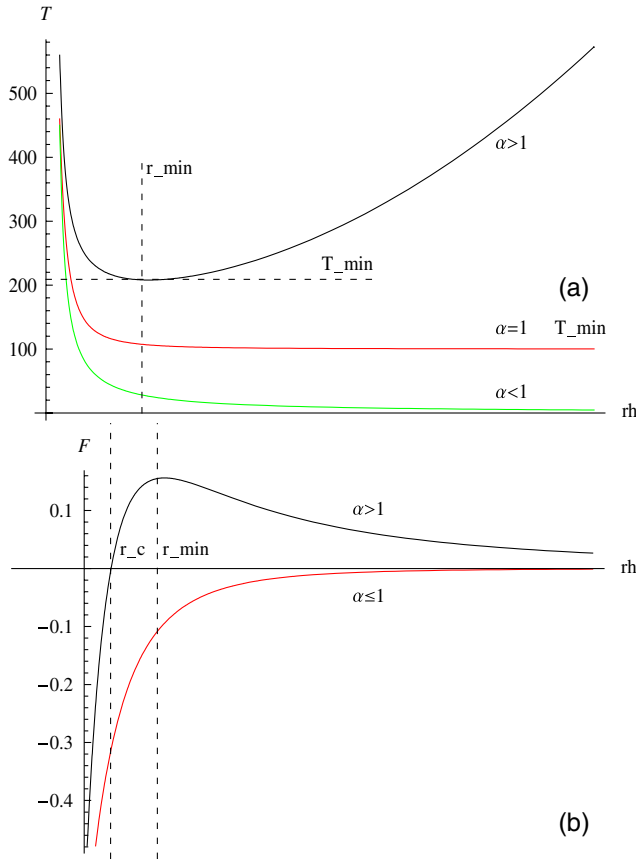 T
500
400
300
200
100
r_min
α>1
T_min
(a)
α=1
T_min
α<1
rh
F
0.1
−0.1
−0.2
−0.3
−0.4
α>1
r_c
r_min
rh
α≤1
(b)